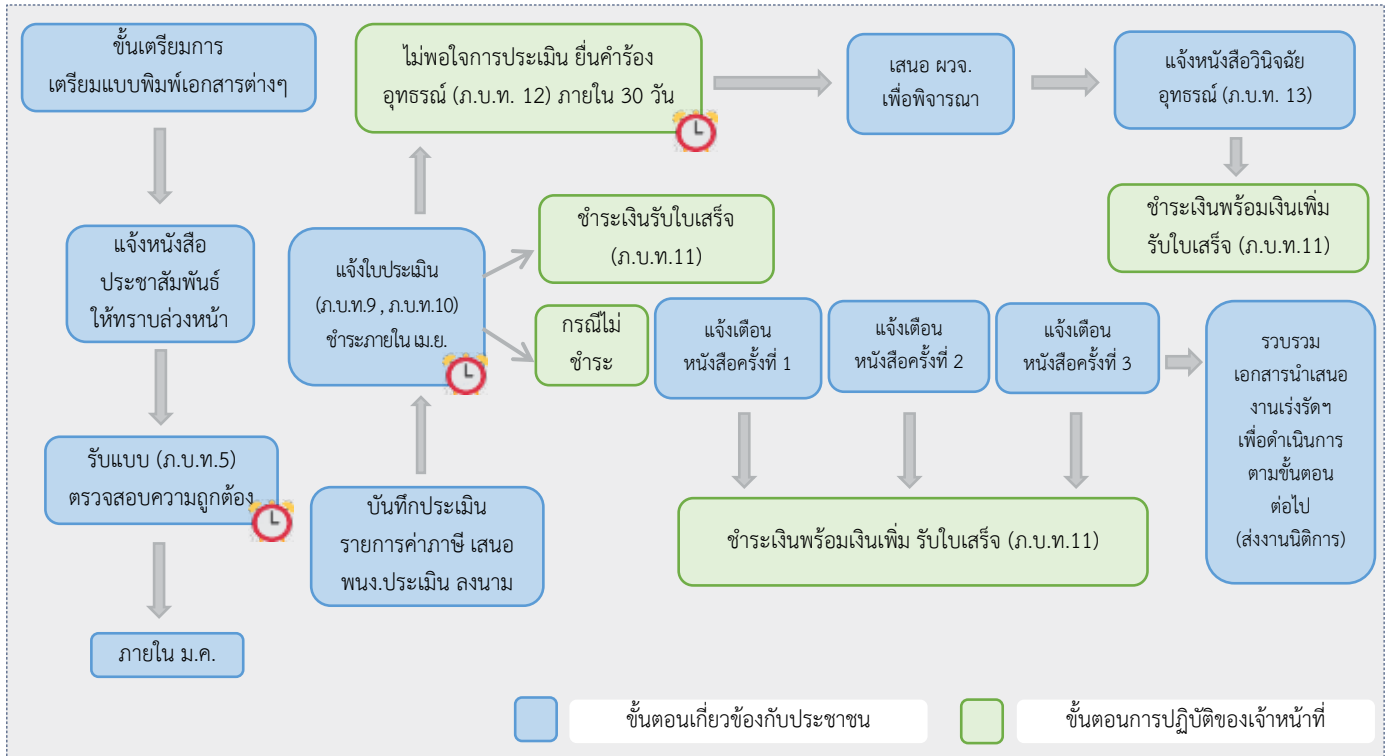 ขั้นเตรียมการ
เตรียมแบบพิมพ์เอกสารต่างๆ
แจ้งหนังสือ
ประชาสัมพันธ์
ให้ทราบล่วงหน้า
รับแบบ (ภ.บ.ท.5)
ตรวจสอบความถูกต้อง
ภายใน ม.ค.
บันทึกประเมิน
รายการค่าภาษี เสนอ
พนง.ประเมิน ลงนาม
แจ้งใบประเมิน
(ภ.บ.ท.9 , ภ.บ.ท.10)
ชำระภายใน เม.ย.
ไม่พอใจการประเมิน ยื่นคำร้อง
อุทธรณ์ (ภ.บ.ท. 12) ภายใน 30 วัน
เสนอ ผวจ.
เพื่อพิจารณา
แจ้งหนังสือวินิจฉัย
อุทธรณ์ (ภ.บ.ท. 13)
ชำระเงินพร้อมเงินเพิ่ม
รับใบเสร็จ (ภ.บ.ท.11)
ชำระเงินรับใบเสร็จ
(ภ.บ.ท.11)
กรณีไม่
ชำระ
แจ้งเตือน
หนังสือครั้งที่ 1
แจ้งเตือน
หนังสือครั้งที่ 2
แจ้งเตือน
หนังสือครั้งที่ 3
รวบรวม
เอกสารนำเสนอ
งานเร่งรัดฯ
เพื่อดำเนินการ
ตามขั้นตอน
ต่อไป
(ส่งงานนิติการ)
ชำระเงินพร้อมเงินเพิ่ม รับใบเสร็จ (ภ.บ.ท.11)
ขั้นตอนเกี่ยวข้องกับประชาชน
ขั้นตอนการปฏิบัติของเจ้าหน้าที่